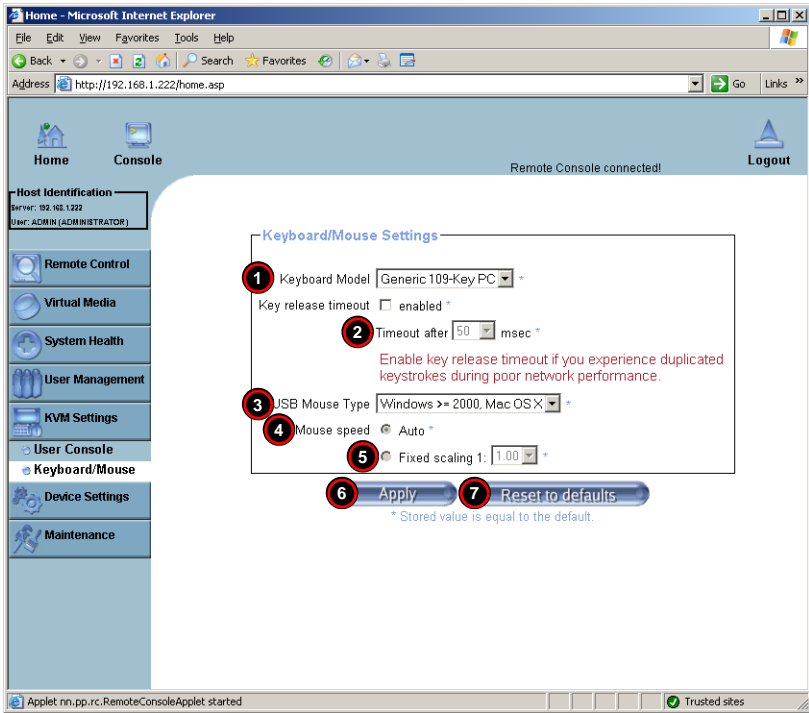 Home - Microsoft Internet Explorer
File Edit View Favorites Tools Help
Back Search Favorites
Address http://192.168.1.222/home.asp Go Links »
Home Console Logout
Remote Console connected!
Host Identification
Server: 192.168.1.222
User: ADMIN (ADMINISTRATOR)
Remote Control
Virtual Media
System Health
User Management
KVM Settings
User Console
Keyboard/Mouse
Device Settings
Maintenance
Keyboard/Mouse Settings
1 Keyboard Model Generic 109-Key PC *
Key release timeout enabled *
2 Timeout after 50 msec *
Enable key release timeout if you experience duplicated
keystrokes during poor network performance.
3 USB Mouse Type Windows >= 2000, Mac OS X *
4 Mouse speed Auto *
5 Fixed scaling 1: 1.00 *
6 Apply 7 Reset to defaults
* Stored value is equal to the default.
Applet nn.pp.rc.RemoteConsoleApplet started Trusted sites